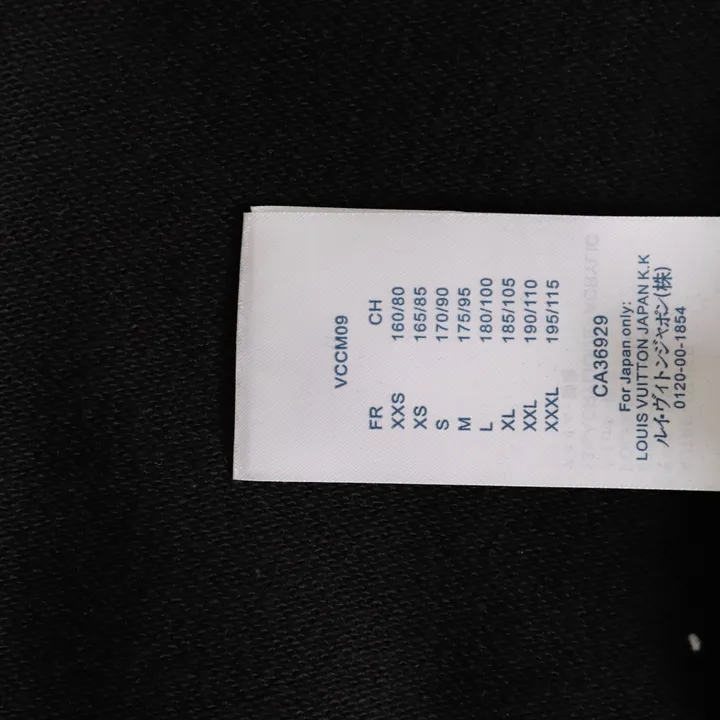 VCCM09
FR CH
XXS 160/80
XS 165/85
S 170/90
M 175/95
L 180/100
XL 185/105
XXL 190/110
XXXL 195/115
CA36929
For Japan only:
LOUIS VUITTON JAPAN K.K
ルイ・ヴィトンジャポン(株)
0120-00-1854